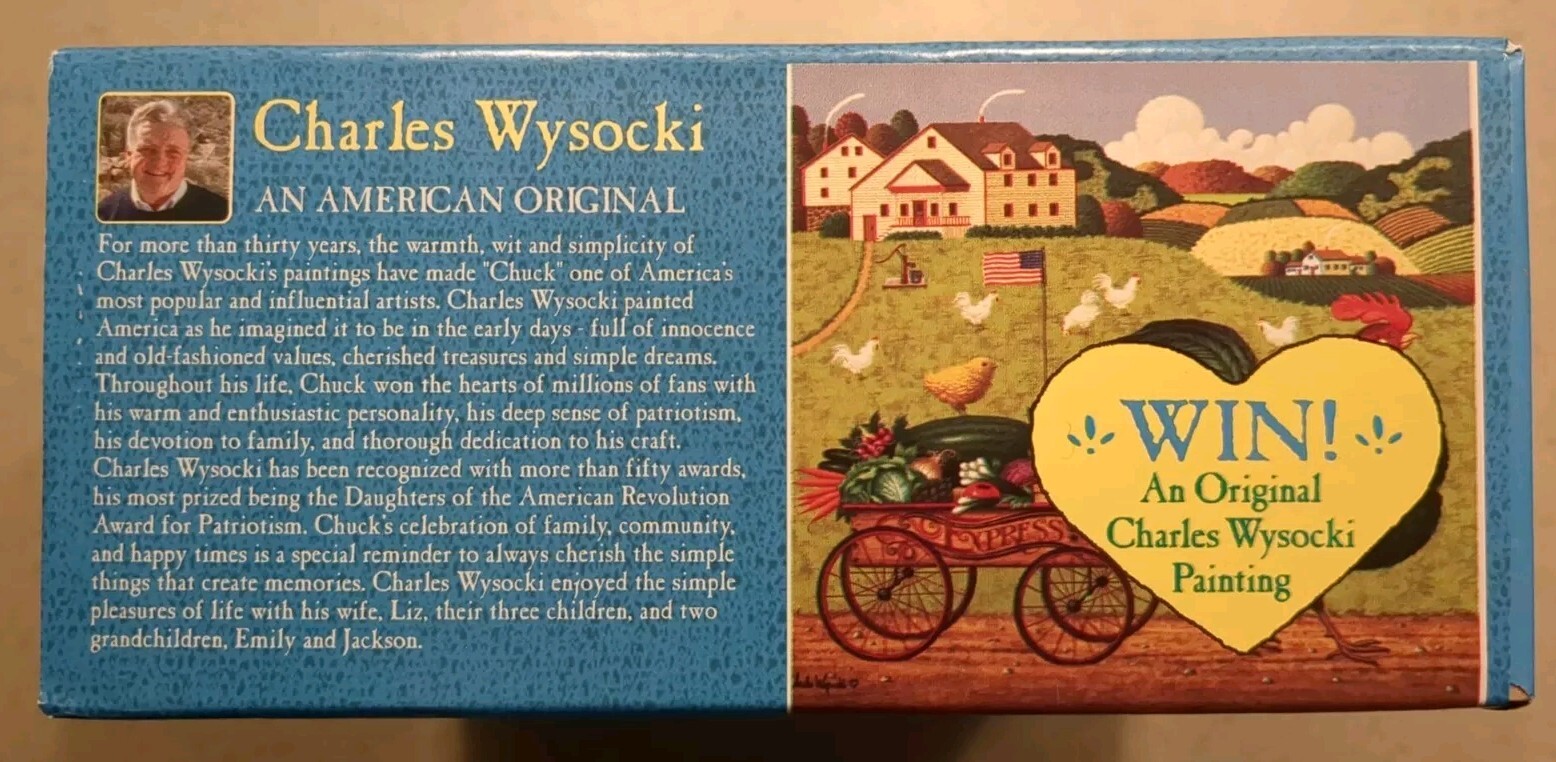 Charles Wysocki
AN AMERICAN ORIGINAL
For more than thirty years, the warmth, wit and simplicity of
Charles Wysocki's paintings have made "Chuck" one of America's
most popular and influential artists. Charles Wysocki painted
America as he imagined it to be in the early days - full of innocence
and old-fashioned values, cherished treasures and simple dreams.
Throughout his life, Chuck won the hearts of millions of fans with
his warm and enthusiastic personality, his deep sense of patriotism,
his devotion to family, and thorough dedication to his craft.
Charles Wysocki has been recognized with more than fifty awards,
his most prized being the Daughters of the American Revolution
Award for Patriotism. Chuck's celebration of family, community,
and happy times is a special reminder to always cherish the simple
things that create memories. Charles Wysocki enjoyed the simple
pleasures of life with his wife, Liz, their three children, and two
grandchildren, Emily and Jackson.
WIN!
An Original
Charles Wysocki
Painting
EXPRESS